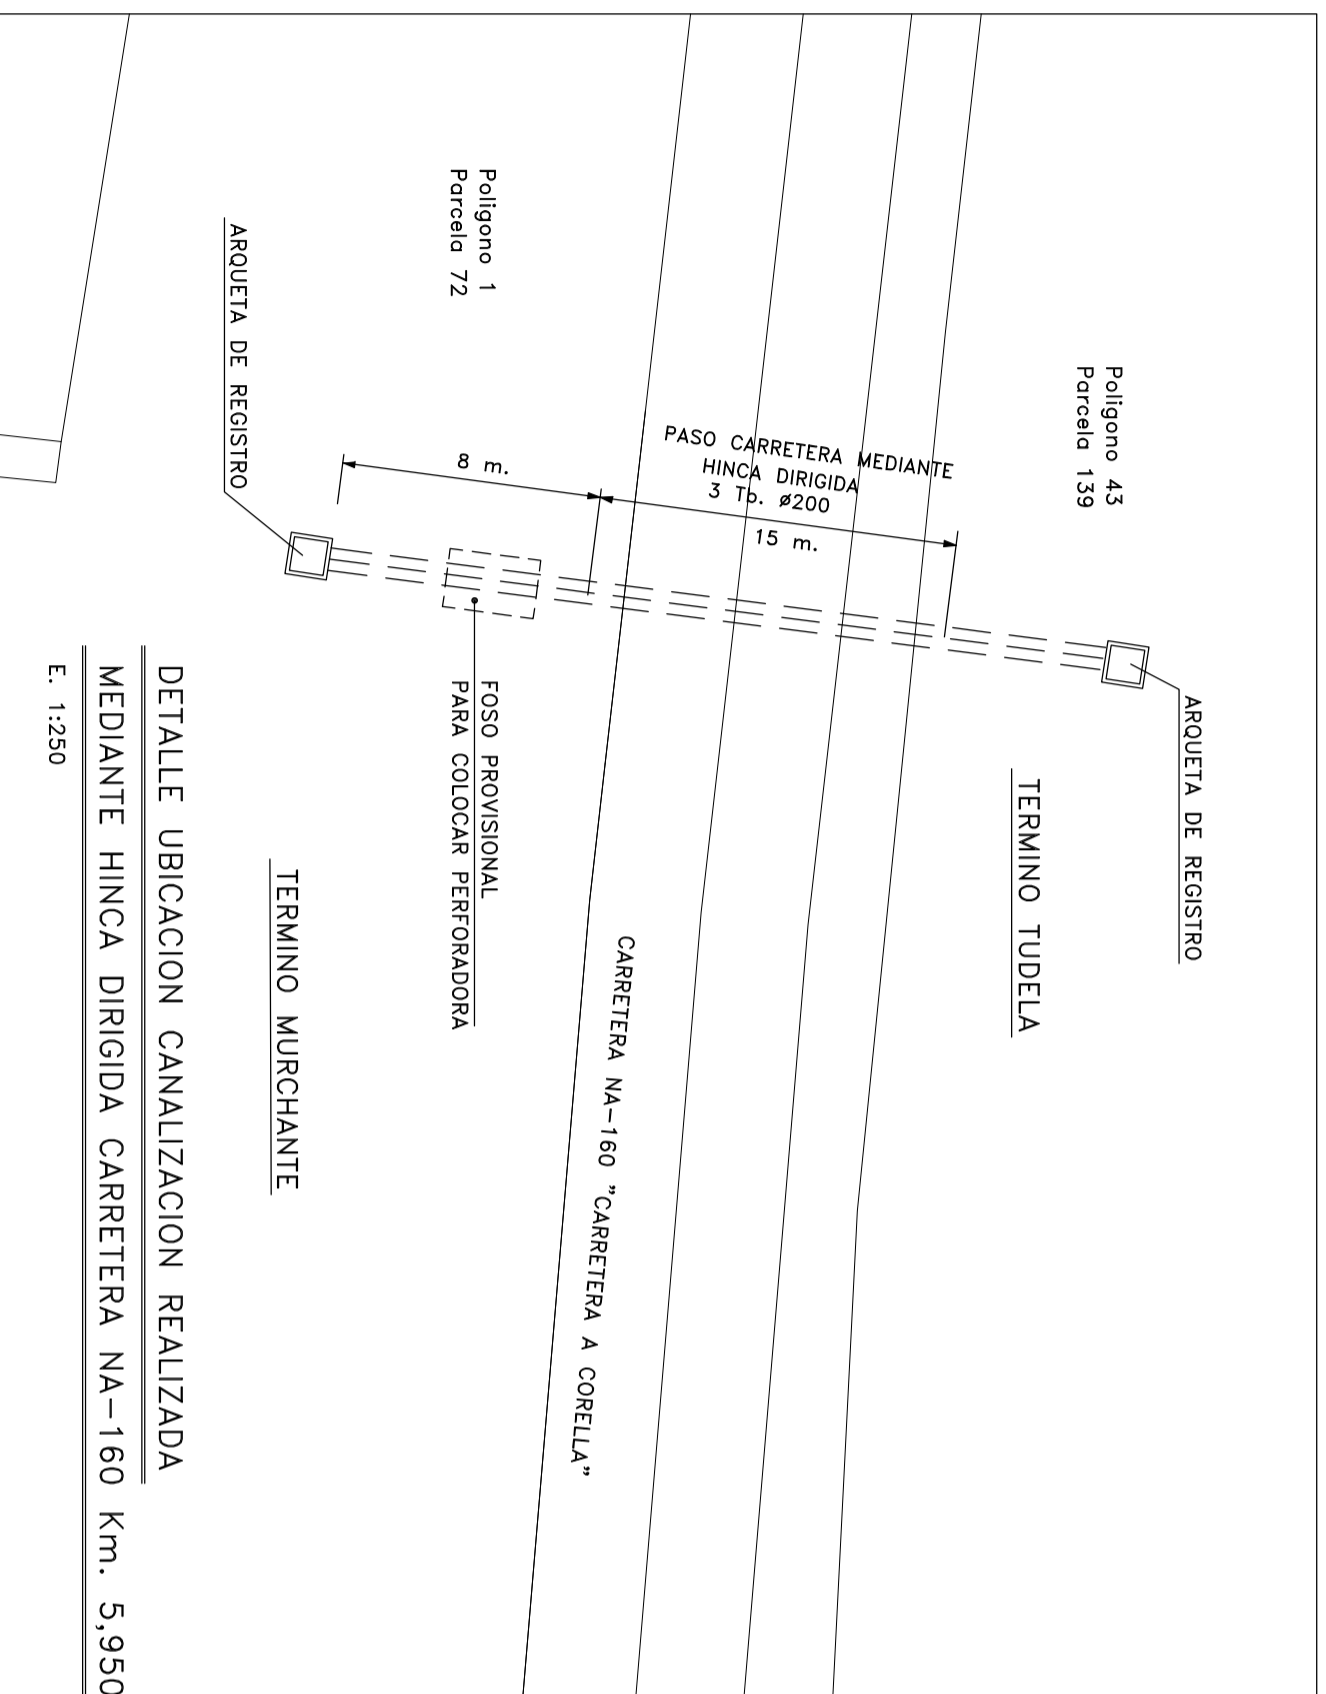 Poligono 43
Parcela 139
ARQUETA DE REGISTRO
TERMINO TUDELA
PASO CARRETERA MEDIANTE
HINCA DIRIGIDA
3 Tb. ø200
15 m.
8 m.
Poligono 1
Parcela 72
CARRETERA NA-160 "CARRETERA A CORELLA"
FOSO PROVISIONAL
PARA COLOCAR PERFORADORA
ARQUETA DE REGISTRO
TERMINO MURCHANTE
DETALLE UBICACION CANALIZACION REALIZADA
MEDIANTE HINCA DIRIGIDA CARRETERA NA-160 Km. 5,950
E. 1:250